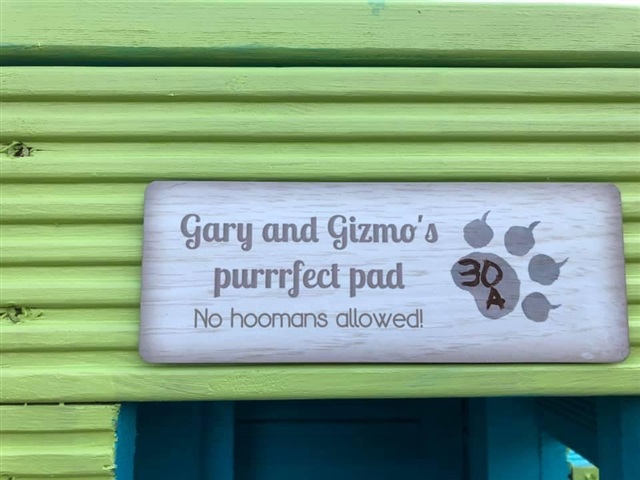 Gary and Gizmo's
purrrfect pad
No hoomans allowed!
30
A